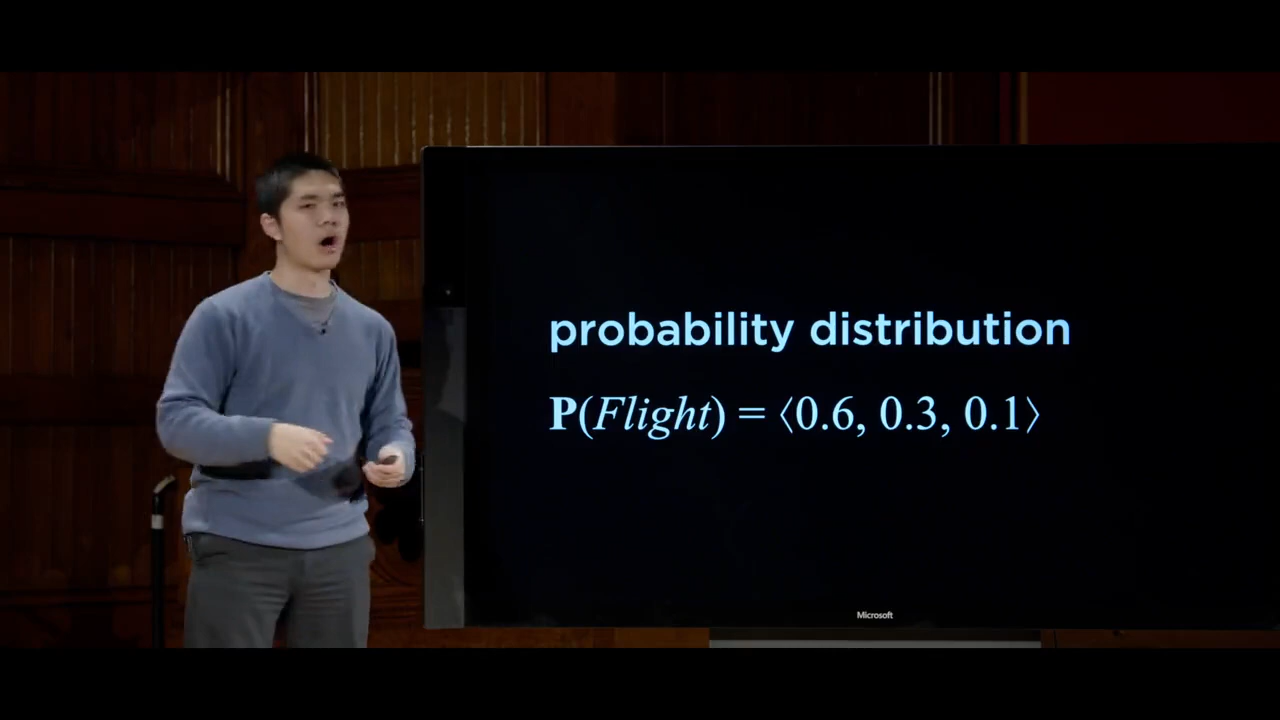 probability distribution
P(Flight) = ⟨0.6, 0.3, 0.1⟩
Microsoft